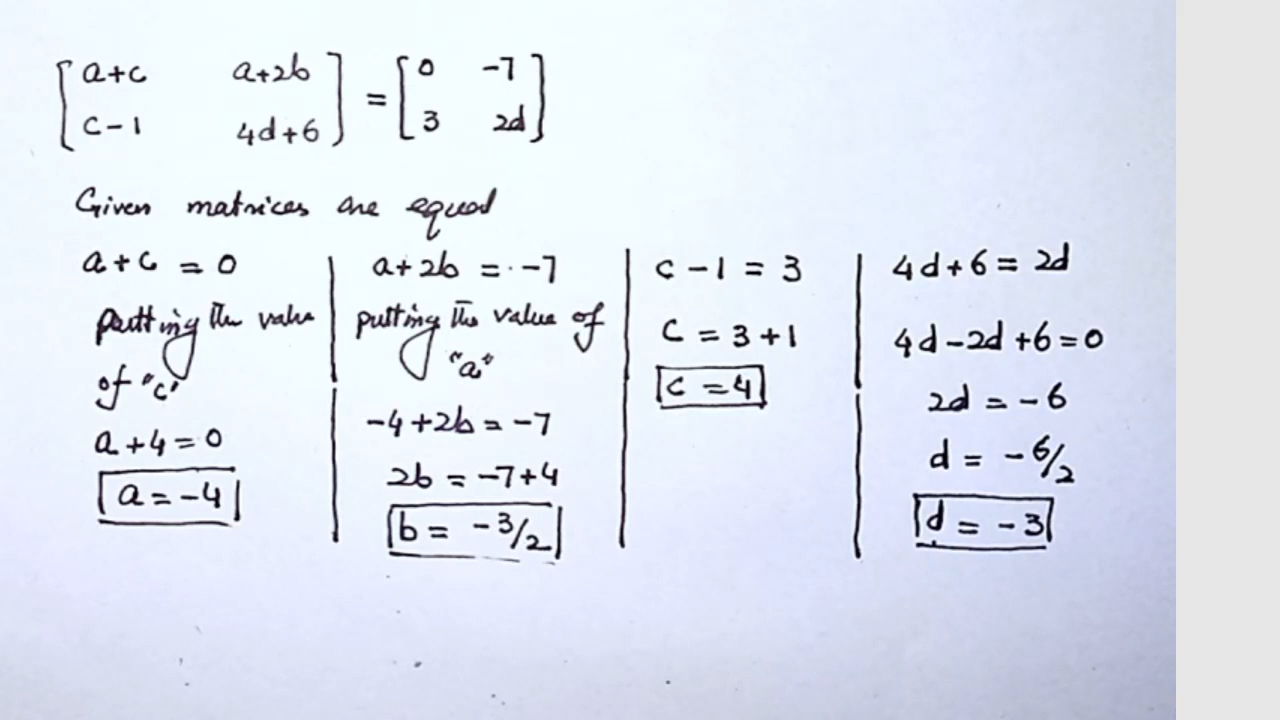 [a+c a+2b] = [0 -7]
[c-1 4d+6] [3 2d]
Given matrices are equal
a+c = 0
putting the value
of "c"
a+4=0
a=-4
a+2b = -7
putting the value of
"a"
-4+2b = -7
2b = -7+4
b = -3/2
c-1 = 3
c = 3+1
c = 4
4d+6 = 2d
4d-2d+6=0
2d = -6
d = -6/2
d = -3